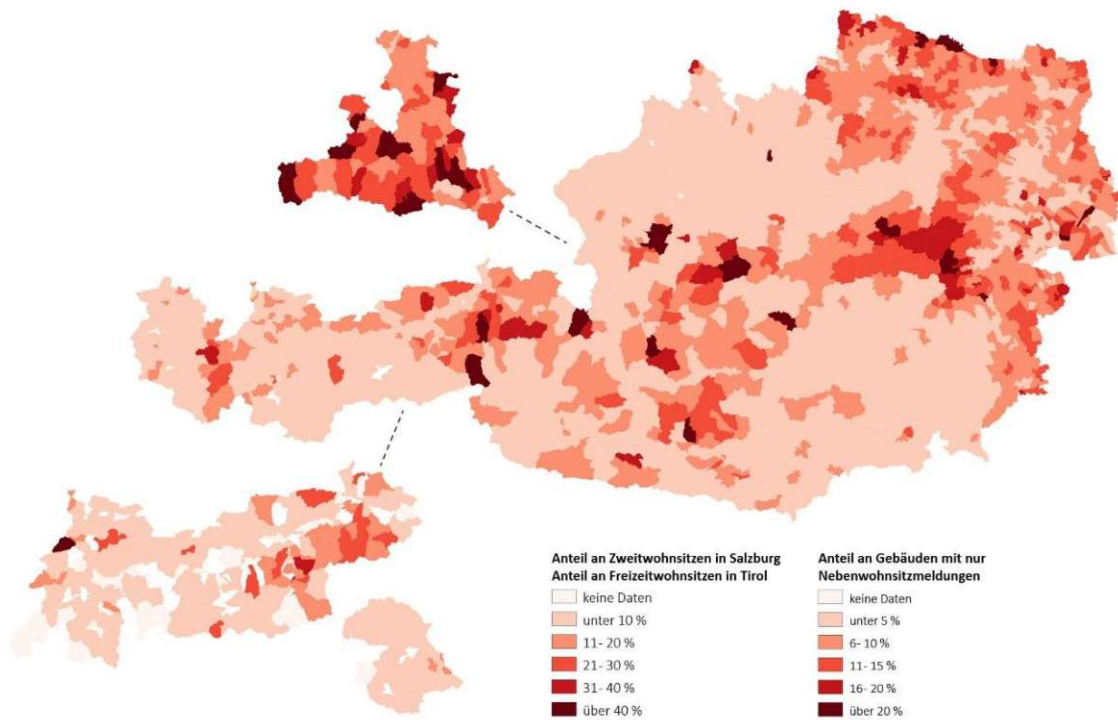 Anteil an Zweitwohnsitzen in Salzburg
Anteil an Freizeitwohnsitzen in Tirol
keine Daten
unter 10 %
11- 20 %
21- 30 %
31- 40 %
über 40 %
Anteil an Gebäuden mit nur
Nebenwohnsitzmeldungen
keine Daten
unter 5 %
6- 10 %
11- 15 %
16- 20 %
über 20 %